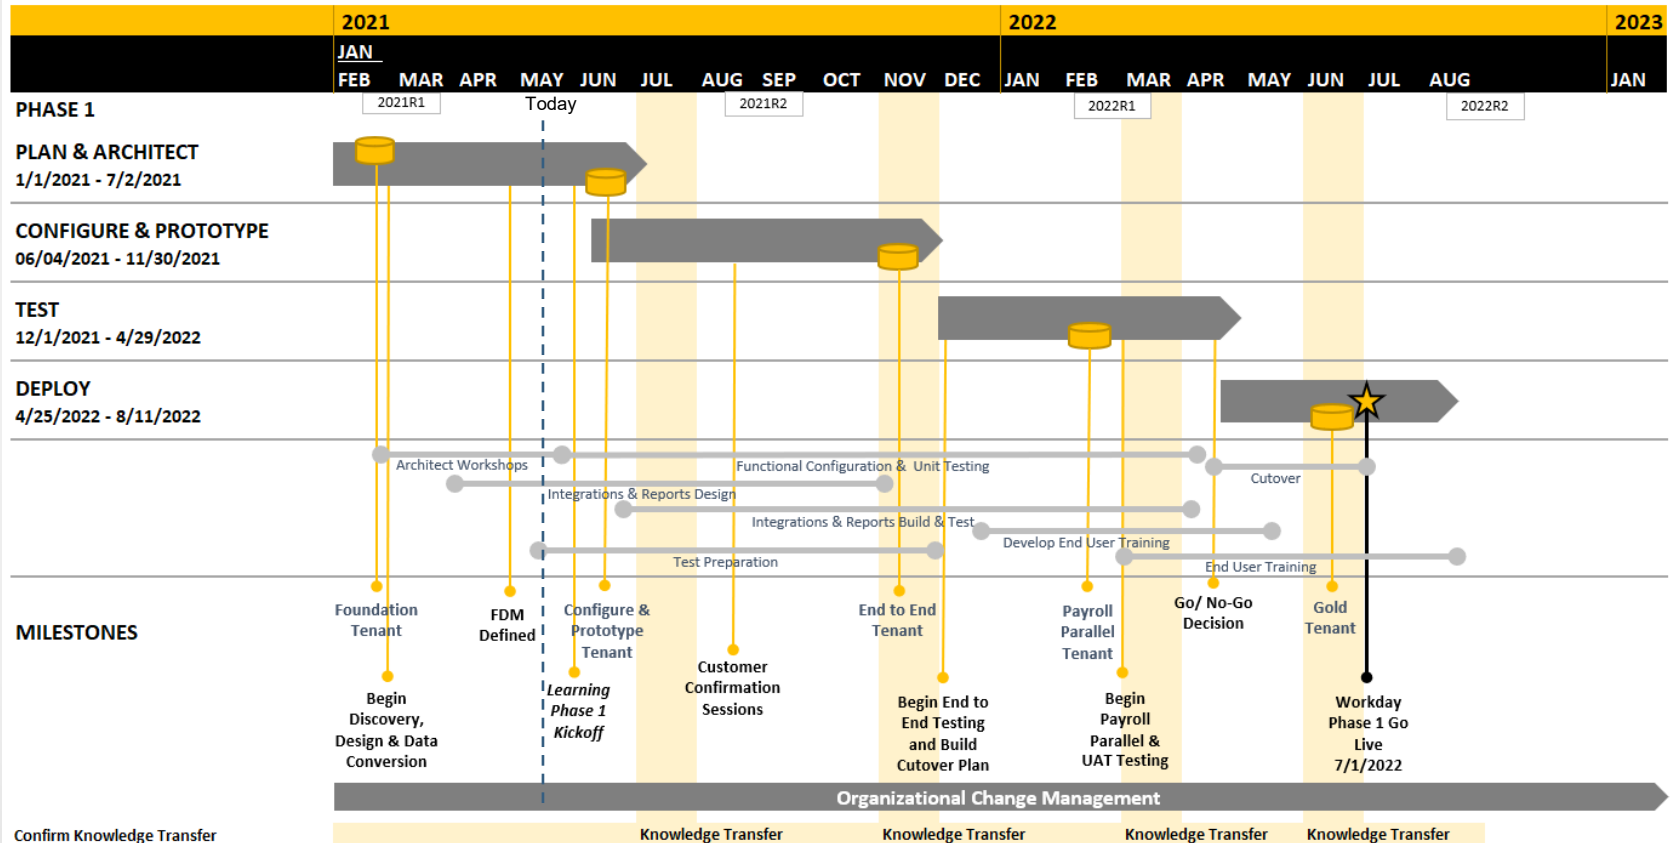 2021 2022 2023
JAN
FEB MAR APR MAY JUN JUL AUG SEP OCT NOV DEC JAN FEB MAR APR MAY JUN JUL AUG JAN
2021R1 2021R2 2022R1 2022R2
PHASE 1
Today
PLAN & ARCHITECT
1/1/2021 - 7/2/2021
CONFIGURE & PROTOTYPE
06/04/2021 - 11/30/2021
TEST
12/1/2021 - 4/29/2022
DEPLOY
4/25/2022 - 8/11/2022
Architect Workshops
Functional Configuration & Unit Testing
Cutover
Integrations & Reports Design
Integrations & Reports Build & Test
Develop End User Training
Test Preparation
End User Training
MILESTONES
Foundation
Tenant
FDM
Defined
Configure &
Prototype
Tenant
End to End
Tenant
Payroll
Parallel
Tenant
Go/ No-Go
Decision
Gold
Tenant
Begin
Discovery,
Design & Data
Conversion
Learning
Phase 1
Kickoff
Customer
Confirmation
Sessions
Begin End to
End Testing
and Build
Cutover Plan
Begin
Payroll
Parallel &
UAT Testing
Workday
Phase 1 Go
Live
7/1/2022
Organizational Change Management
Confirm Knowledge Transfer
Knowledge Transfer Knowledge Transfer Knowledge Transfer Knowledge Transfer